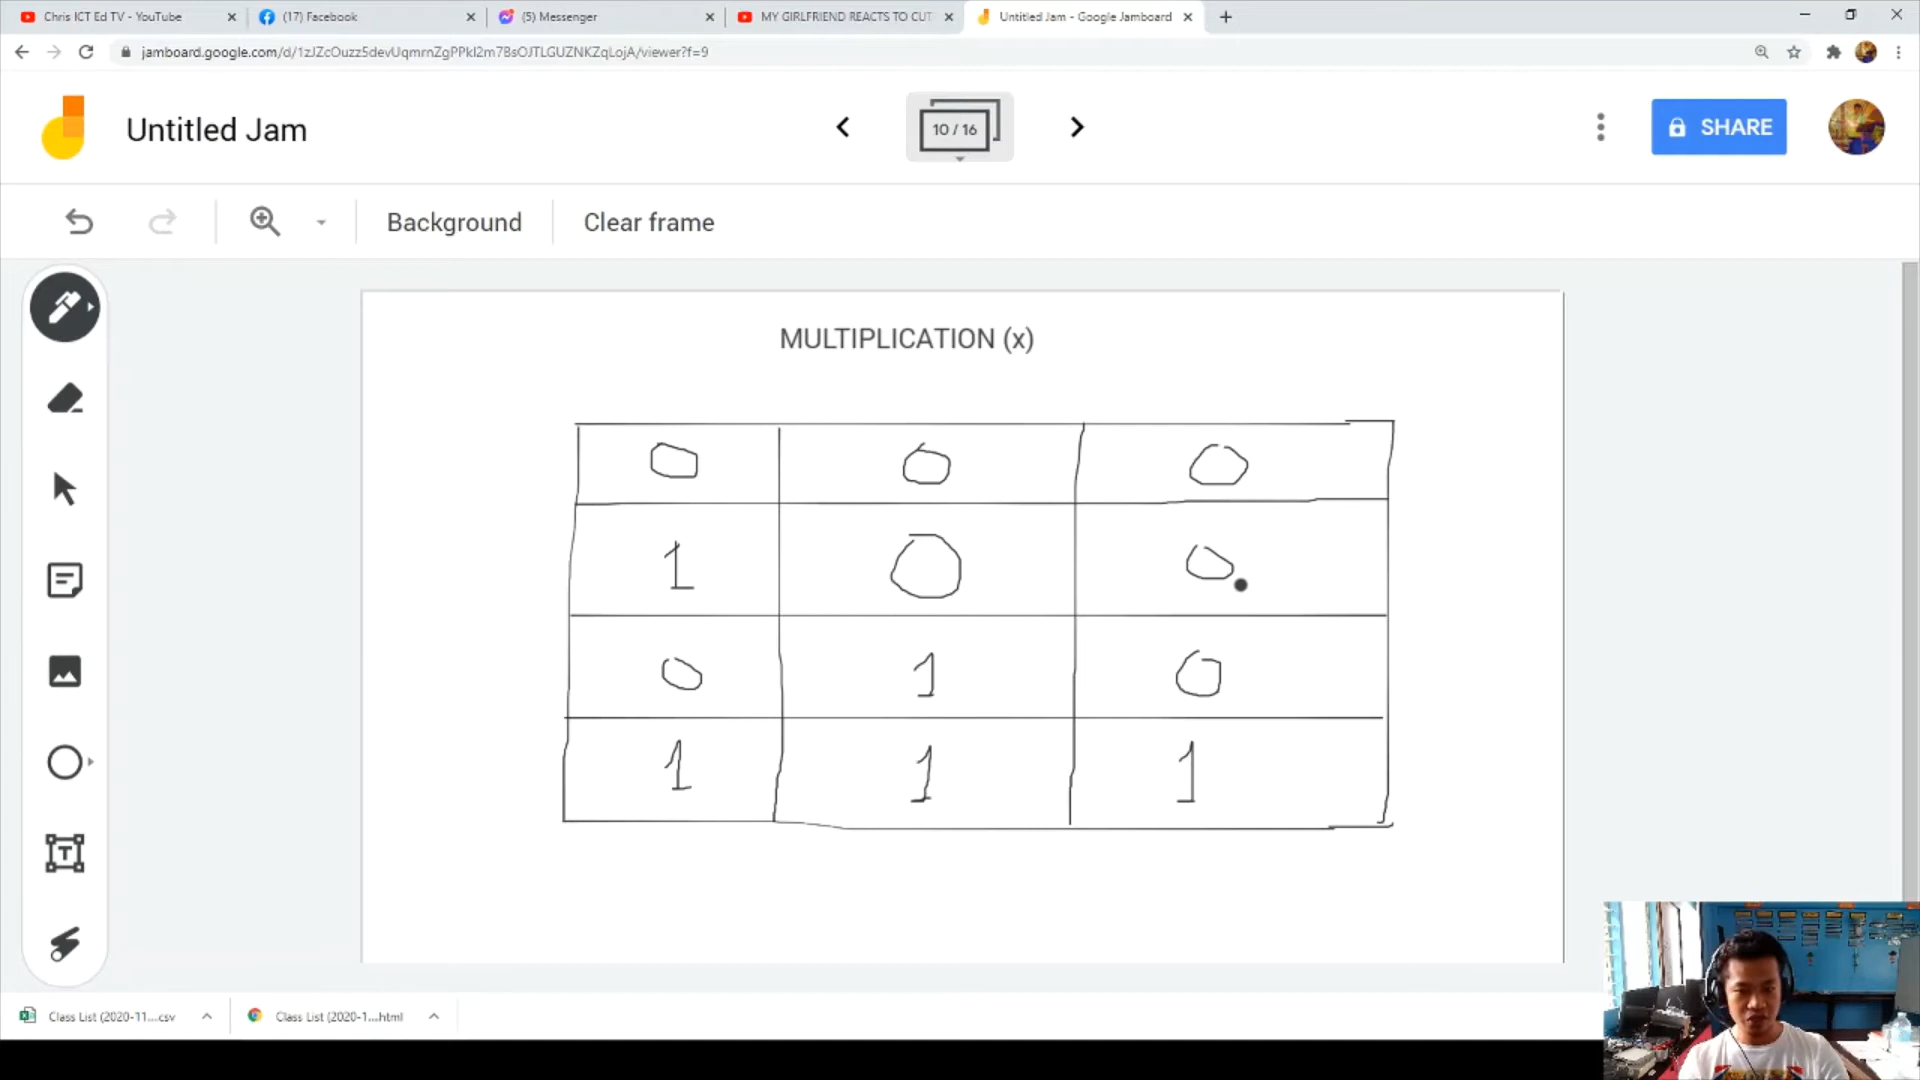 Chris ICT Ed TV - YouTube
(17) Facebook
(5) Messenger
MY GIRLFRIEND REACTS TO CUT
Untitled Jam - Google Jamboard
jamboard.google.com/d/1zJZcOuzz5devUqmrnZgPPkI2m7BsOJTLGUZNKZqLojA/viewer?f=9
Untitled Jam
10 / 16
SHARE
Background
Clear frame
MULTIPLICATION (x)
0 0 0
1 0 0
0 1 0
1 1 1
Class List (2020-11....csv
Class List (2020-1....html